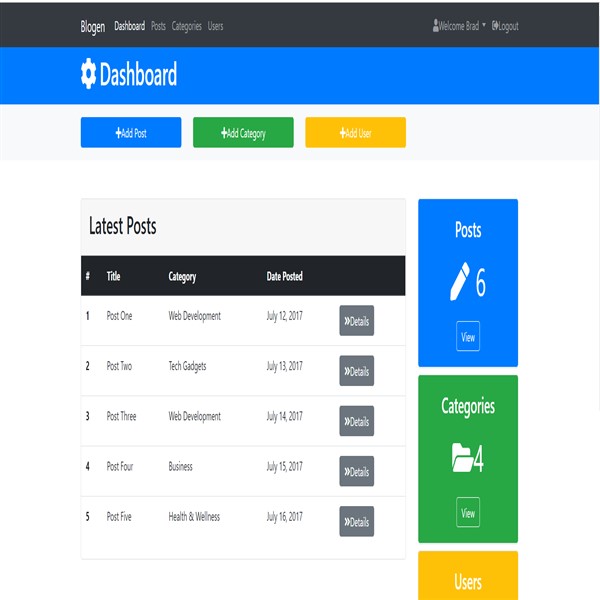 Blogen Dashboard Posts Categories Users Welcome Brad Logout
Dashboard
Add Post Add Category Add User
Latest Posts
# Title Category Date Posted
1 Post One Web Development July 12, 2017 Details
2 Post Two Tech Gadgets July 13, 2017 Details
3 Post Three Web Development July 14, 2017 Details
4 Post Four Business July 15, 2017 Details
5 Post Five Health & Wellness July 16, 2017 Details
Posts
6
View
Categories
4
View
Users